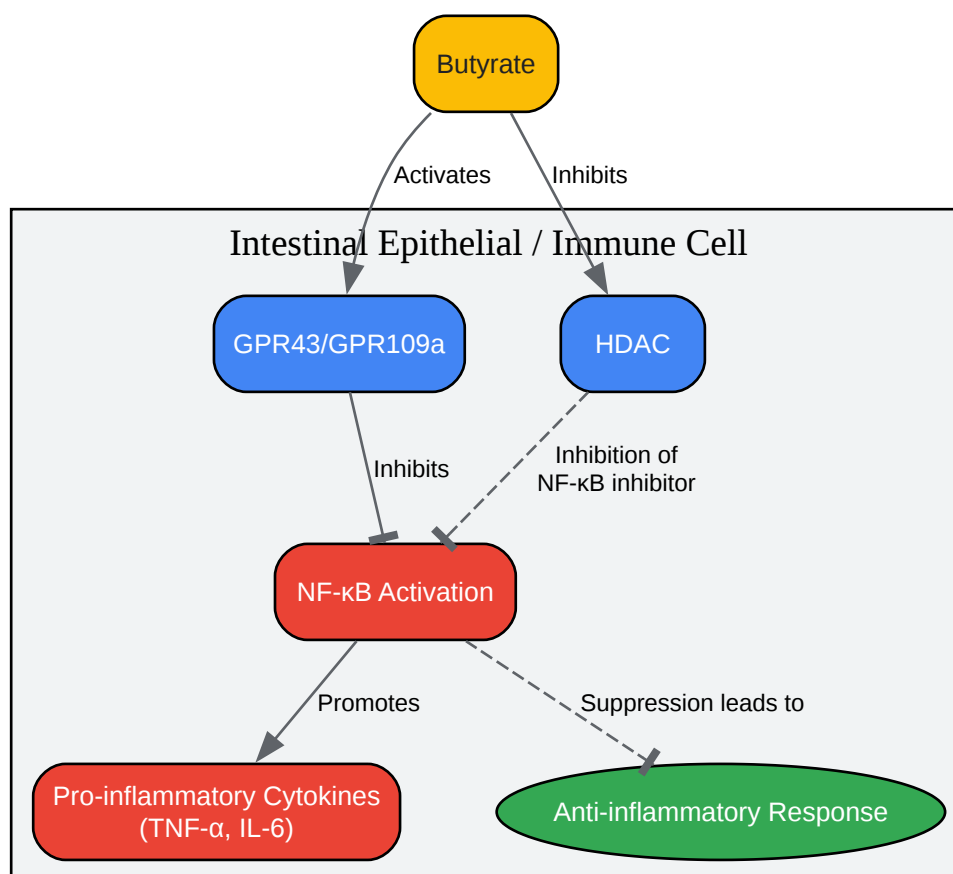 Butyrate
Activates
Inhibits
Intestinal Epithelial / Immune Cell
GPR43/GPR109a
HDAC
Inhibits
Inhibition of
NF-κB inhibitor
NF-κB Activation
Promotes
Suppression leads to
Pro-inflammatory Cytokines
(TNF-α, IL-6)
Anti-inflammatory Response